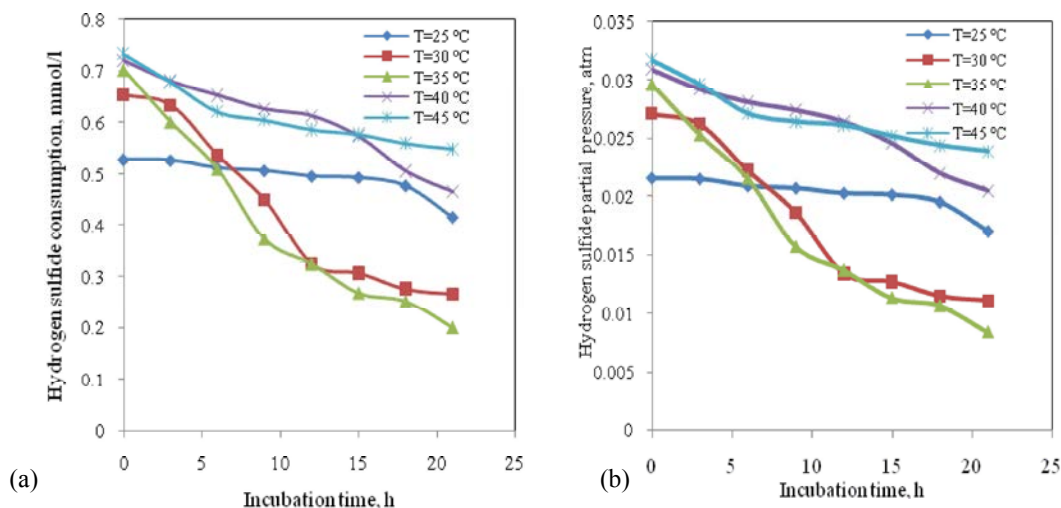 0.8
0.7
0.6
0.5
0.4
0.3
0.2
0.1
0
Hydrogen sulfide consumption, mmol/l
T=25 ºC
T=30 ºC
T=35 ºC
T=40 ºC
T=45 ºC
0 5 10 15 20 25
Incubation time, h
(a)
0.035
0.03
0.025
0.02
0.015
0.01
0.005
0
Hydrogen sulfide partial pressure, atm
T=25 ºC
T=30 ºC
T=35 ºC
T=40 ºC
T=45 ºC
0 5 10 15 20 25
Incubation time, h
(b)